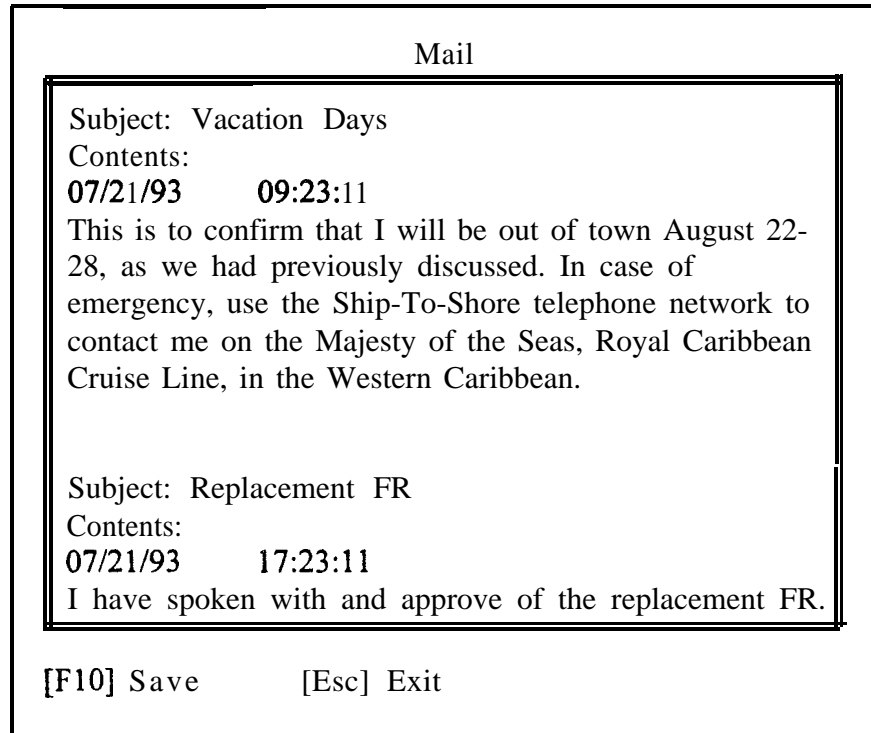 Mail
Subject: Vacation Days
Contents:
07/21/93 09:23:11
This is to confirm that I will be out of town August 22-
28, as we had previously discussed. In case of
emergency, use the Ship-To-Shore telephone network to
contact me on the Majesty of the Seas, Royal Caribbean
Cruise Line, in the Western Caribbean.
Subject: Replacement FR
Contents:
07/21/93 17:23:11
I have spoken with and approve of the replacement FR.
[F10] Save [Esc] Exit